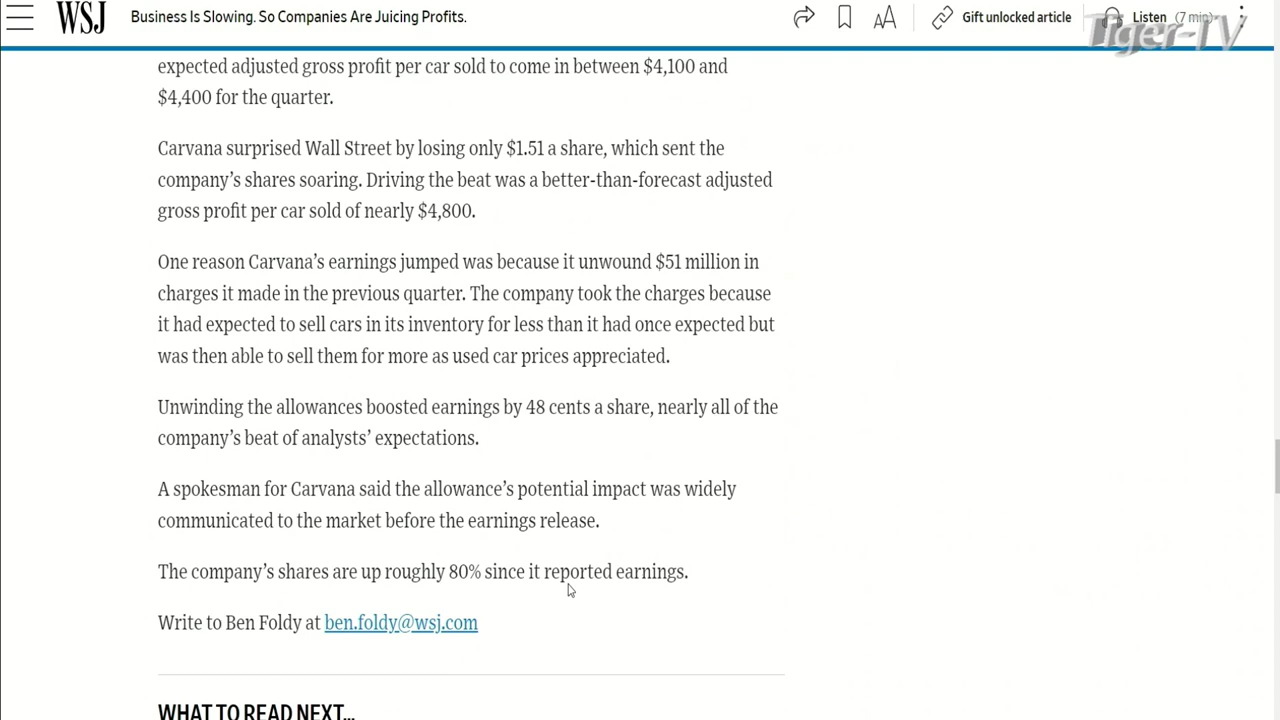 WSJ Business Is Slowing. So Companies Are Juicing Profits. AA Gift unlocked article Listen (7 min)
Tiger-TV
expected adjusted gross profit per car sold to come in between $4,100 and
$4,400 for the quarter.
Carvana surprised Wall Street by losing only $1.51 a share, which sent the
company’s shares soaring. Driving the beat was a better-than-forecast adjusted
gross profit per car sold of nearly $4,800.
One reason Carvana’s earnings jumped was because it unwound $51 million in
charges it made in the previous quarter. The company took the charges because
it had expected to sell cars in its inventory for less than it had once expected but
was then able to sell them for more as used car prices appreciated.
Unwinding the allowances boosted earnings by 48 cents a share, nearly all of the
company’s beat of analysts’ expectations.
A spokesman for Carvana said the allowance’s potential impact was widely
communicated to the market before the earnings release.
The company’s shares are up roughly 80% since it reported earnings.
Write to Ben Foldy at ben.foldy@wsj.com
WHAT TO READ NEXT...